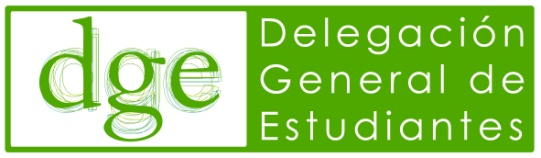 dge
Delegación
General de
Estudiantes